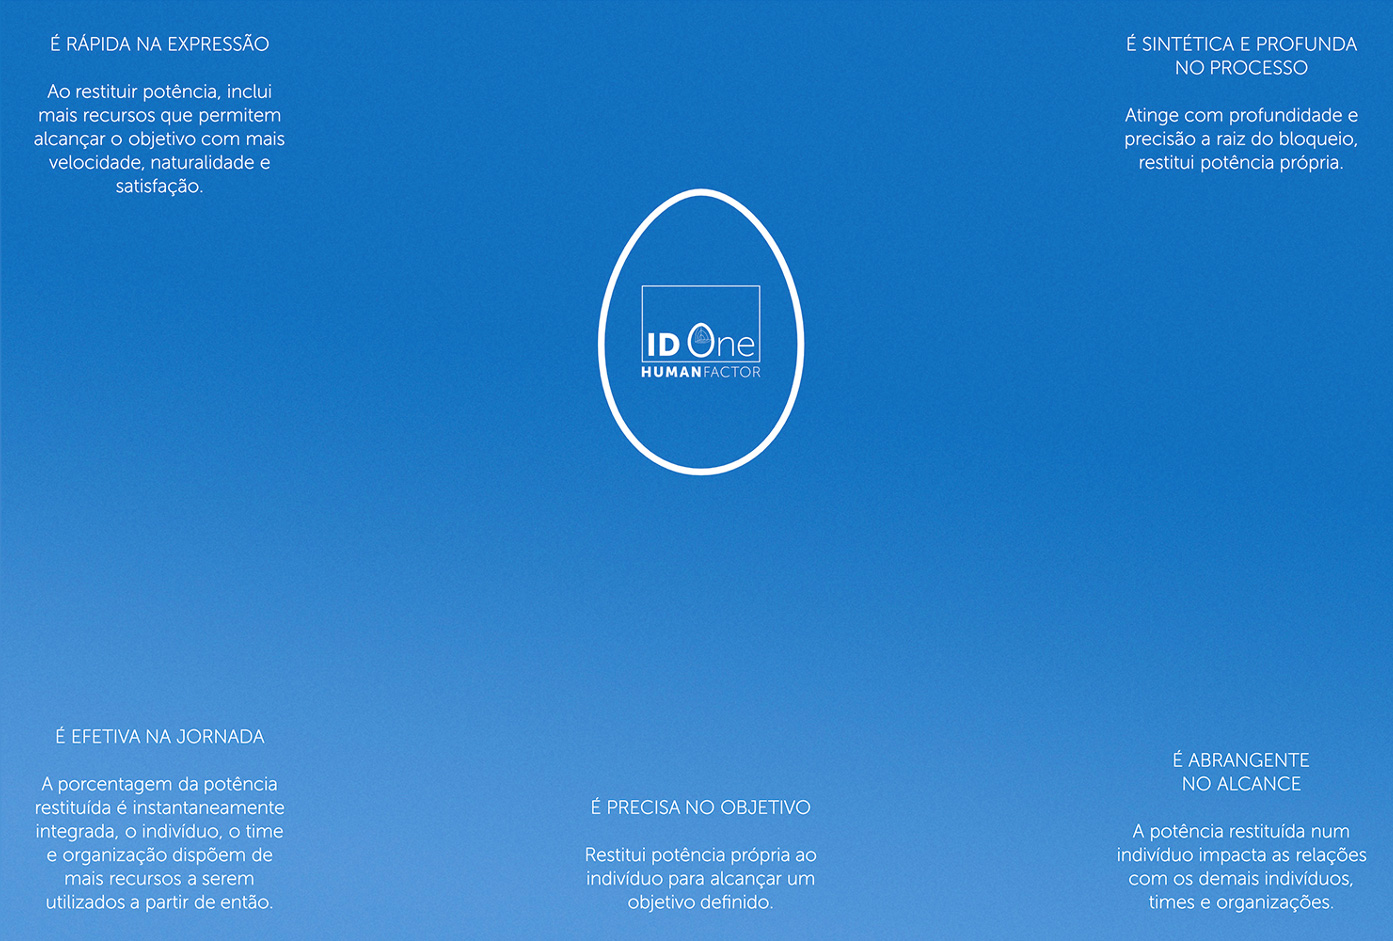 É RÁPIDA NA EXPRESSÃO
Ao restituir potência, inclui
mais recursos que permitem
alcançar o objetivo com mais
velocidade, naturalidade e
satisfação.
É SINTÉTICA E PROFUNDA
NO PROCESSO
Atinge com profundidade e
precisão a raiz do bloqueio,
restitui potência própria.
ID One
HUMANFACTOR
É EFETIVA NA JORNADA
A porcentagem da potência
restituída é instantaneamente
integrada, o indivíduo, o time
e organização dispõem de
mais recursos a serem
utilizados a partir de então.
É PRECISA NO OBJETIVO
Restitui potência própria ao
indivíduo para alcançar um
objetivo definido.
É ABRANGENTE
NO ALCANCE
A potência restituída num
indivíduo impacta as relações
com os demais indivíduos,
times e organizações.